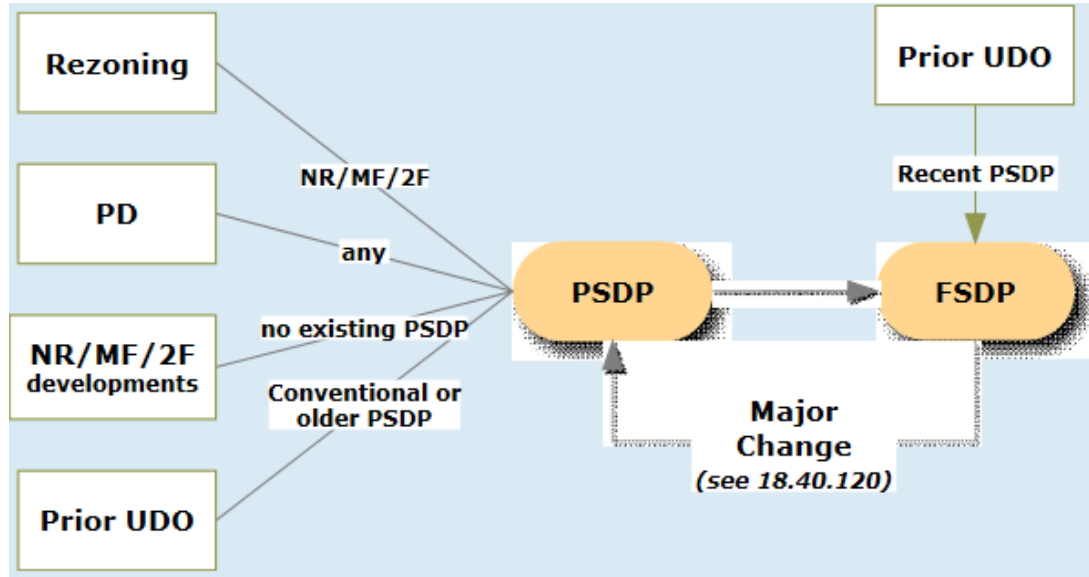 Rezoning
Prior UDO
NR/MF/2F
Recent PSDP
PD
any
PSDP
FSDP
no existing PSDP
NR/MF/2F
developments
Conventional or
older PSDP
Major
Change
(see 18.40.120)
Prior UDO